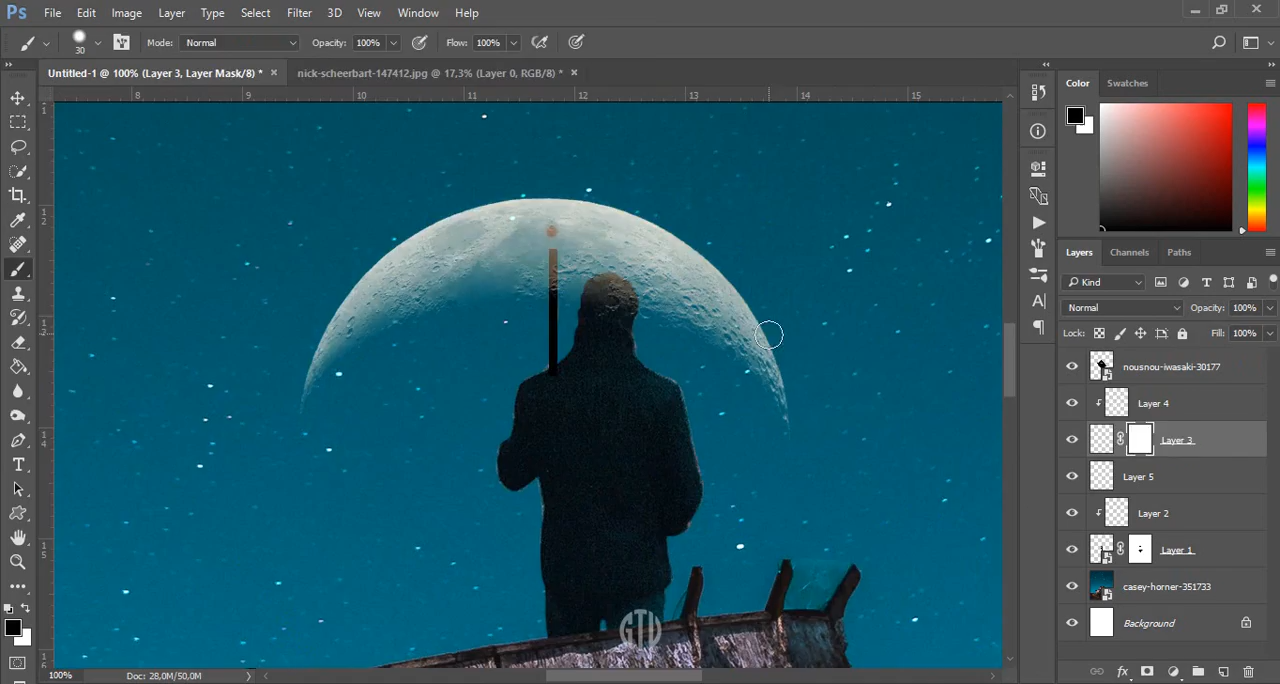 Ps File Edit Image Layer Type Select Filter 3D View Window Help
30 Mode: Normal Opacity: 100% Flow: 100%
Untitled-1 @ 100% (Layer 3, Layer Mask/8) * × nick-scheerbart-147412.jpg @ 17,3% (Layer 0, RGB/8) * ×
8 9 10 11 12 13 14 15
Color Swatches
Layers Channels Paths
Kind
Normal Opacity: 100%
Lock: Fill: 100%
nousnou-iwasaki-30177
Layer 4
Layer 3
Layer 5
Layer 2
Layer 1
casey-horner-351733
Background
GTU
100% Doc: 28,0M/50,0M